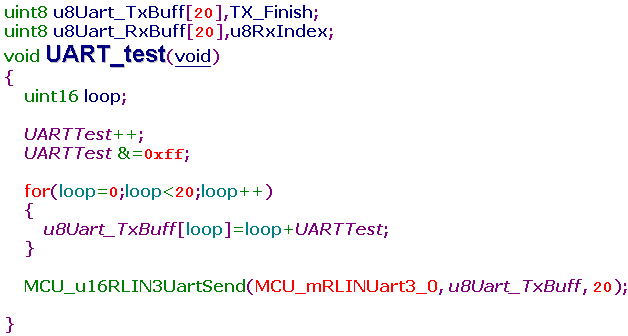 uint8 u8Uart_TxBuff[20],TX_Finish;
uint8 u8Uart_RxBuff[20],u8RxIndex;
void UART_test(void)
{
uint16 loop;
UARTTest++;
UARTTest &=0xff;
for(loop=0;loop<20;loop++)
{
u8Uart_TxBuff[loop]=loop+UARTTest;
}
MCU_u16RLIN3UartSend(MCU_mRLINUart3_0,u8Uart_TxBuff,20);
}